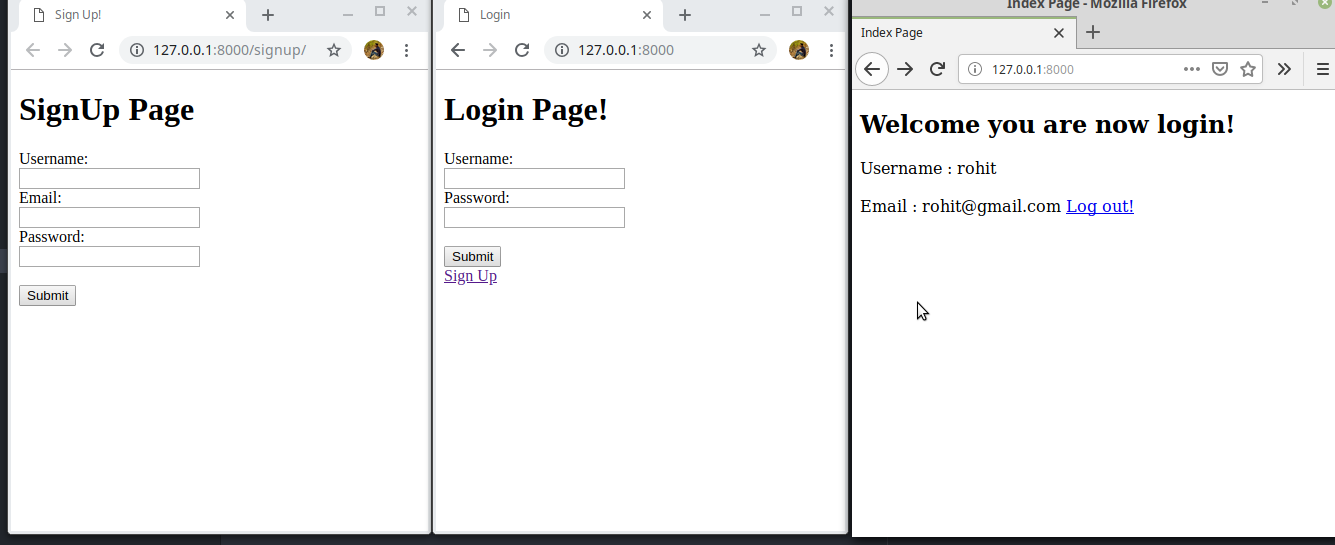 Sign Up!
127.0.0.1:8000/signup/
SignUp Page
Username:
Email:
Password:
Submit
Login
127.0.0.1:8000
Login Page!
Username:
Password:
Submit
Sign Up
Index Page - Mozilla Firefox
Index Page
127.0.0.1:8000
Welcome you are now login!
Username : rohit
Email : rohit@gmail.com Log out!